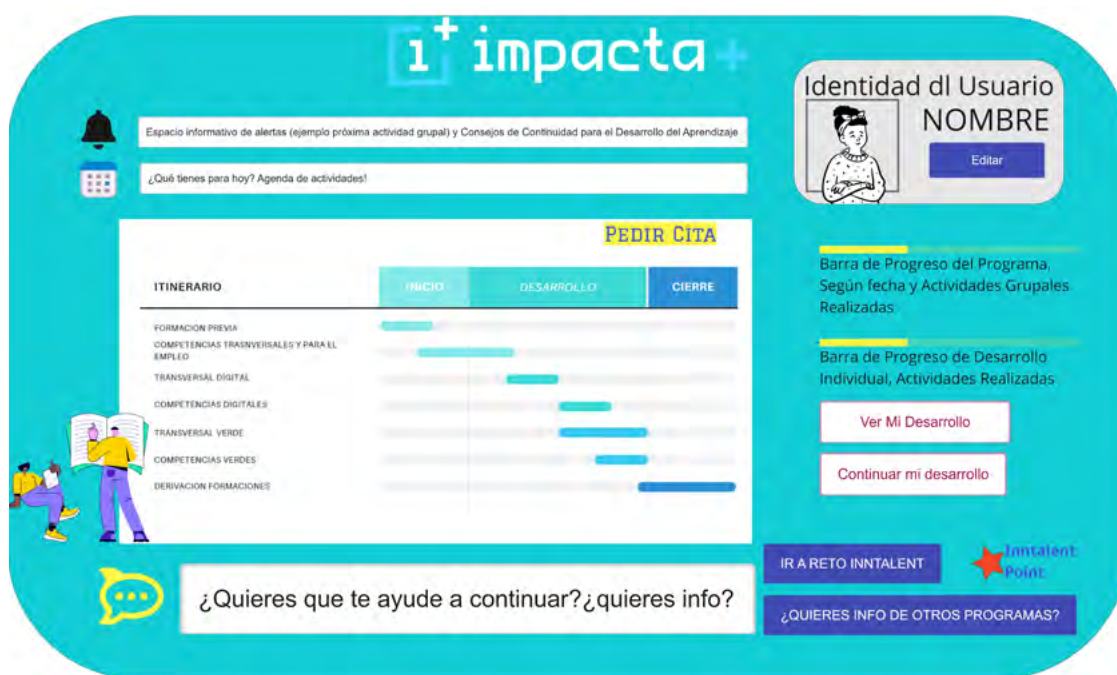 i+ impacta+
Espacio informativo de alertas (ejemplo próxima actividad grupal) y Consejos de Continuidad para el Desarrollo del Aprendizaje
¿Qué tienes para hoy? Agenda de actividades!
Identidad dl Usuario
NOMBRE
Editar
PEDIR CITA
ITINERARIO
INICIO
DESARROLLO
CIERRE
FORMACION PREVIA
COMPETENCIAS TRASNVERSALES Y PARA EL
EMPLEO
TRANSVERSAL DIGITAL
COMPETENCIAS DIGITALES
TRANSVERSAL VERDE
COMPETENCIAS VERDES
DERIVACION FORMACIONES
Barra de Progreso del Programa,
Según fecha y Actividades Grupales
Realizadas
Barra de Progreso de Desarrollo
Individual, Actividades Realizadas
Ver Mi Desarrollo
Continuar mi desarrollo
¿Quieres que te ayude a continuar?¿quieres info?
IR A RETO INNTALENT
Inntalent
Point
¿QUIERES INFO DE OTROS PROGRAMAS?